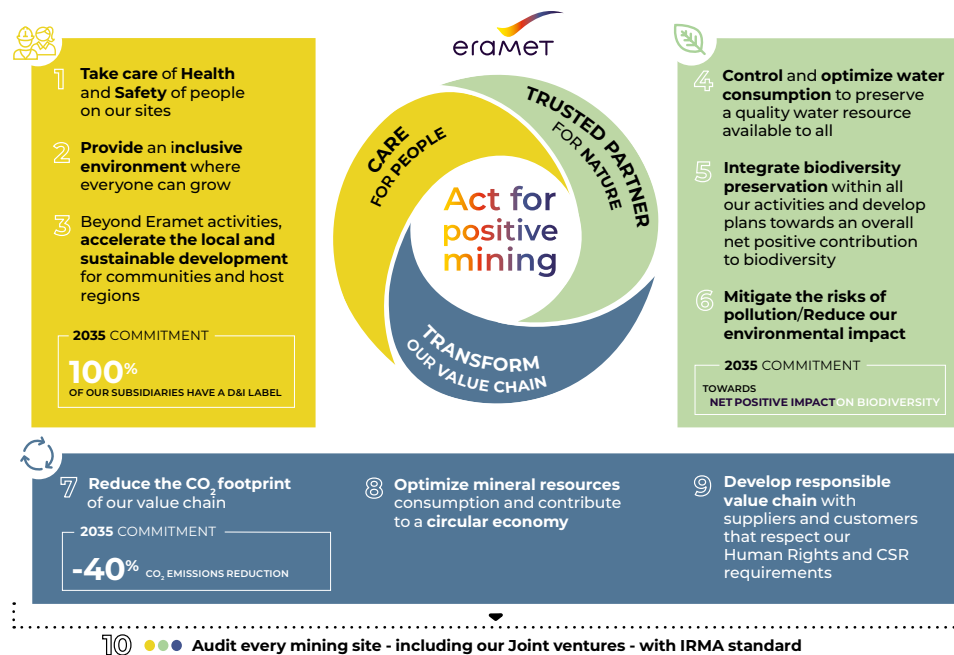 eramet
1
Take care of Health
and Safety of people
on our sites
2
Provide an inclusive
environment where
everyone can grow
3
Beyond Eramet activities,
accelerate the local and
sustainable development
for communities and host
regions
2035 COMMITMENT
100%
OF OUR SUBSIDIARIES HAVE A D&I LABEL
CARE
FOR PEOPLE
TRUSTED PARTNER
FOR NATURE
Act for
positive
mining
TRANSFORM
OUR VALUE CHAIN
4
Control and optimize water
consumption to preserve
a quality water resource
available to all
5
Integrate biodiversity
preservation within all
our activities and develop
plans towards an overall
net positive contribution
to biodiversity
6
Mitigate the risks of
pollution/Reduce our
environmental impact
2035 COMMITMENT
TOWARDS
NET POSITIVE IMPACT ON BIODIVERSITY
7
Reduce the CO₂ footprint
of our value chain
2035 COMMITMENT
-40% CO₂ EMISSIONS REDUCTION
8
Optimize mineral resources
consumption and contribute
to a circular economy
9
Develop responsible
value chain with
suppliers and customers
that respect our
Human Rights and CSR
requirements
10 Audit every mining site - including our Joint ventures - with IRMA standard